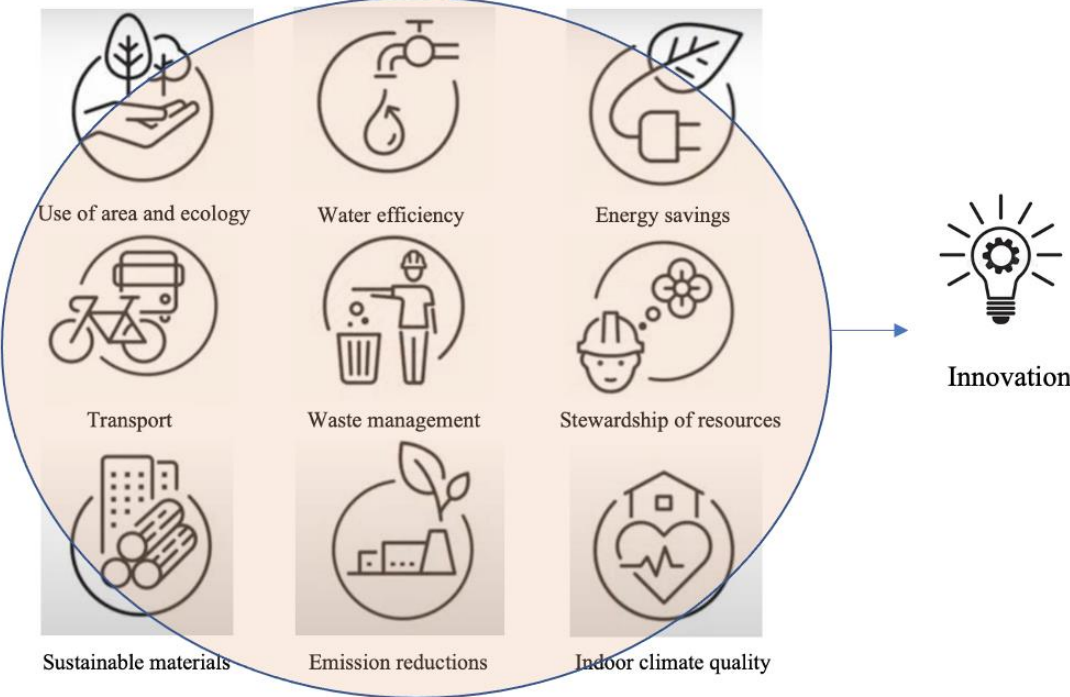 Use of area and ecology
Water efficiency
Energy savings
Transport
Waste management
Stewardship of resources
Innovation
Sustainable materials
Emission reductions
Indoor climate quality